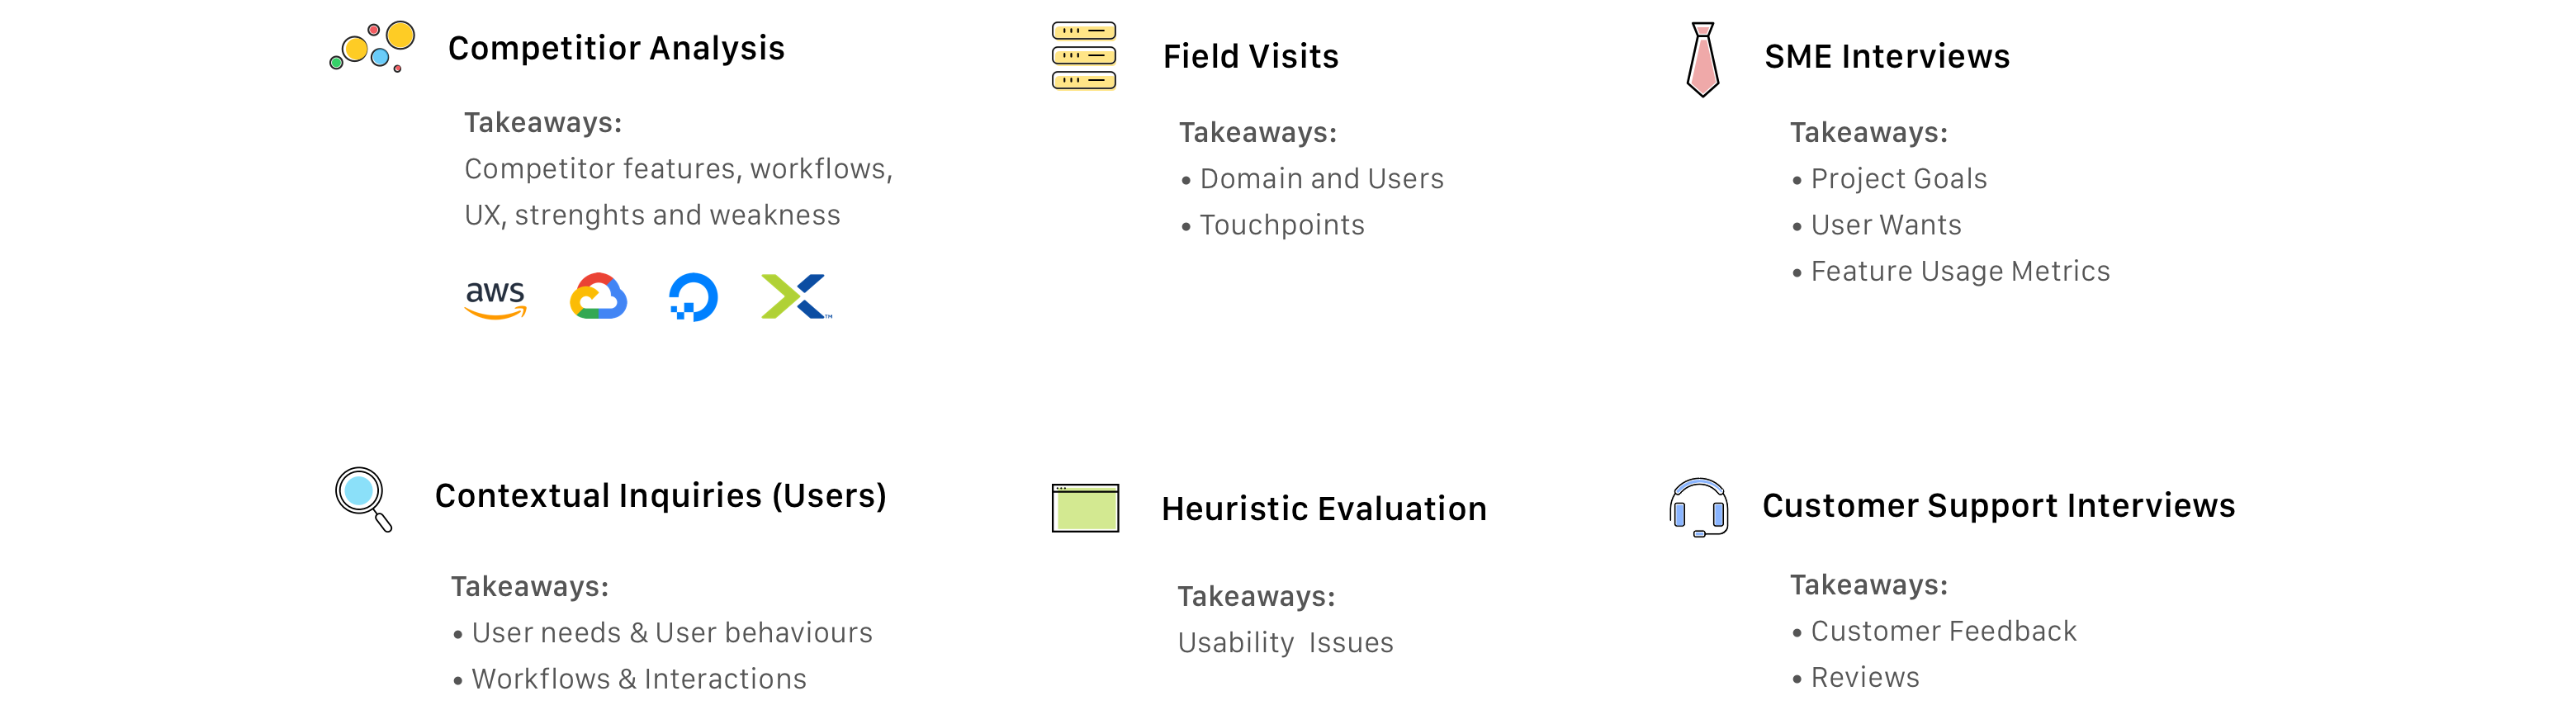 Competitior Analysis
Takeaways:
Competitor features, workflows,
UX, strenghts and weakness
aws
™
Field Visits
Takeaways:
• Domain and Users
• Touchpoints
SME Interviews
Takeaways:
• Project Goals
• User Wants
• Feature Usage Metrics
Contextual Inquiries (Users)
Takeaways:
• User needs & User behaviours
• Workflows & Interactions
Heuristic Evaluation
Takeaways:
Usability Issues
Customer Support Interviews
Takeaways:
• Customer Feedback
• Reviews